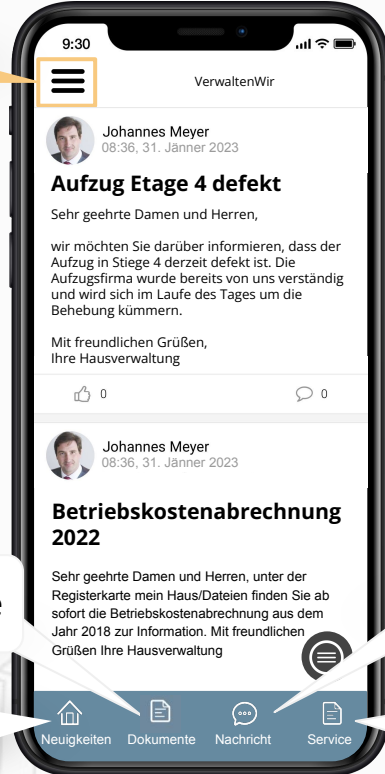 9:30
VerwaltenWir
Johannes Meyer
08:36, 31. Jänner 2023
Aufzug Etage 4 defekt
Sehr geehrte Damen und Herren,
wir möchten Sie darüber informieren, dass der
Aufzug in Stiege 4 derzeit defekt ist. Die
Aufzugsfirma wurde bereits von uns verständig
und wird sich im Laufe des Tages um die
Behebung kümmern.
Mit freundlichen Grüßen,
Ihre Hausverwaltung
0 0
Johannes Meyer
08:36, 31. Jänner 2023
Betriebskostenabrechnung
2022
Sehr geehrte Damen und Herren, unter der
Registerkarte mein Haus/Dateien finden Sie ab
sofort die Betriebskostenabrechnung aus dem
Jahr 2018 zur Information. Mit freundlichen
Grüßen Ihre Hausverwaltung
e
Neuigkeiten Dokumente Nachricht Service